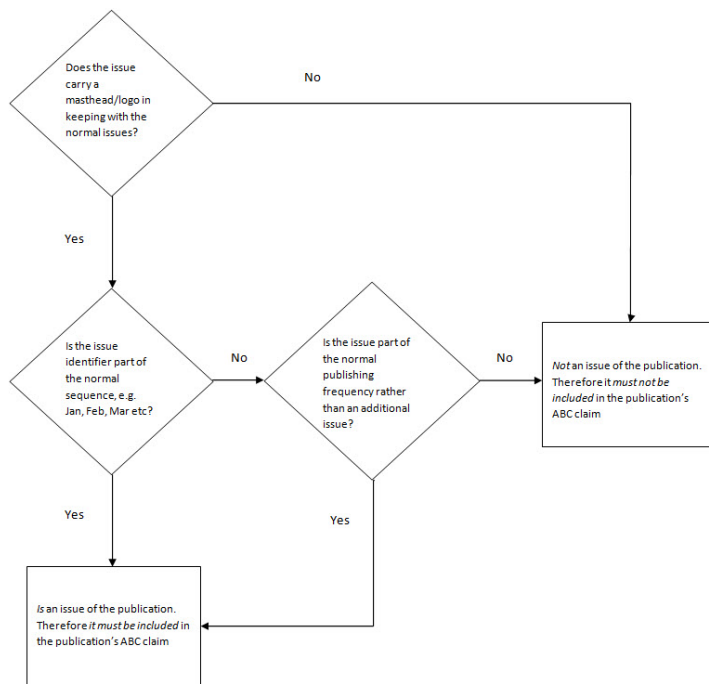 Does the issue
carry a
masthead/logo in
keeping with the
normal issues?
No
Yes
Is the issue
identifier part of
the normal
sequence, e.g.
Jan, Feb, Mar etc?
No
Is the issue part of
the normal
publishing
frequency rather
than an additional
issue?
No
Not an issue of the publication.
Therefore it must not be
included in the publication's
ABC claim
Yes
Yes
Is an issue of the publication.
Therefore it must be included in
the publication's ABC claim